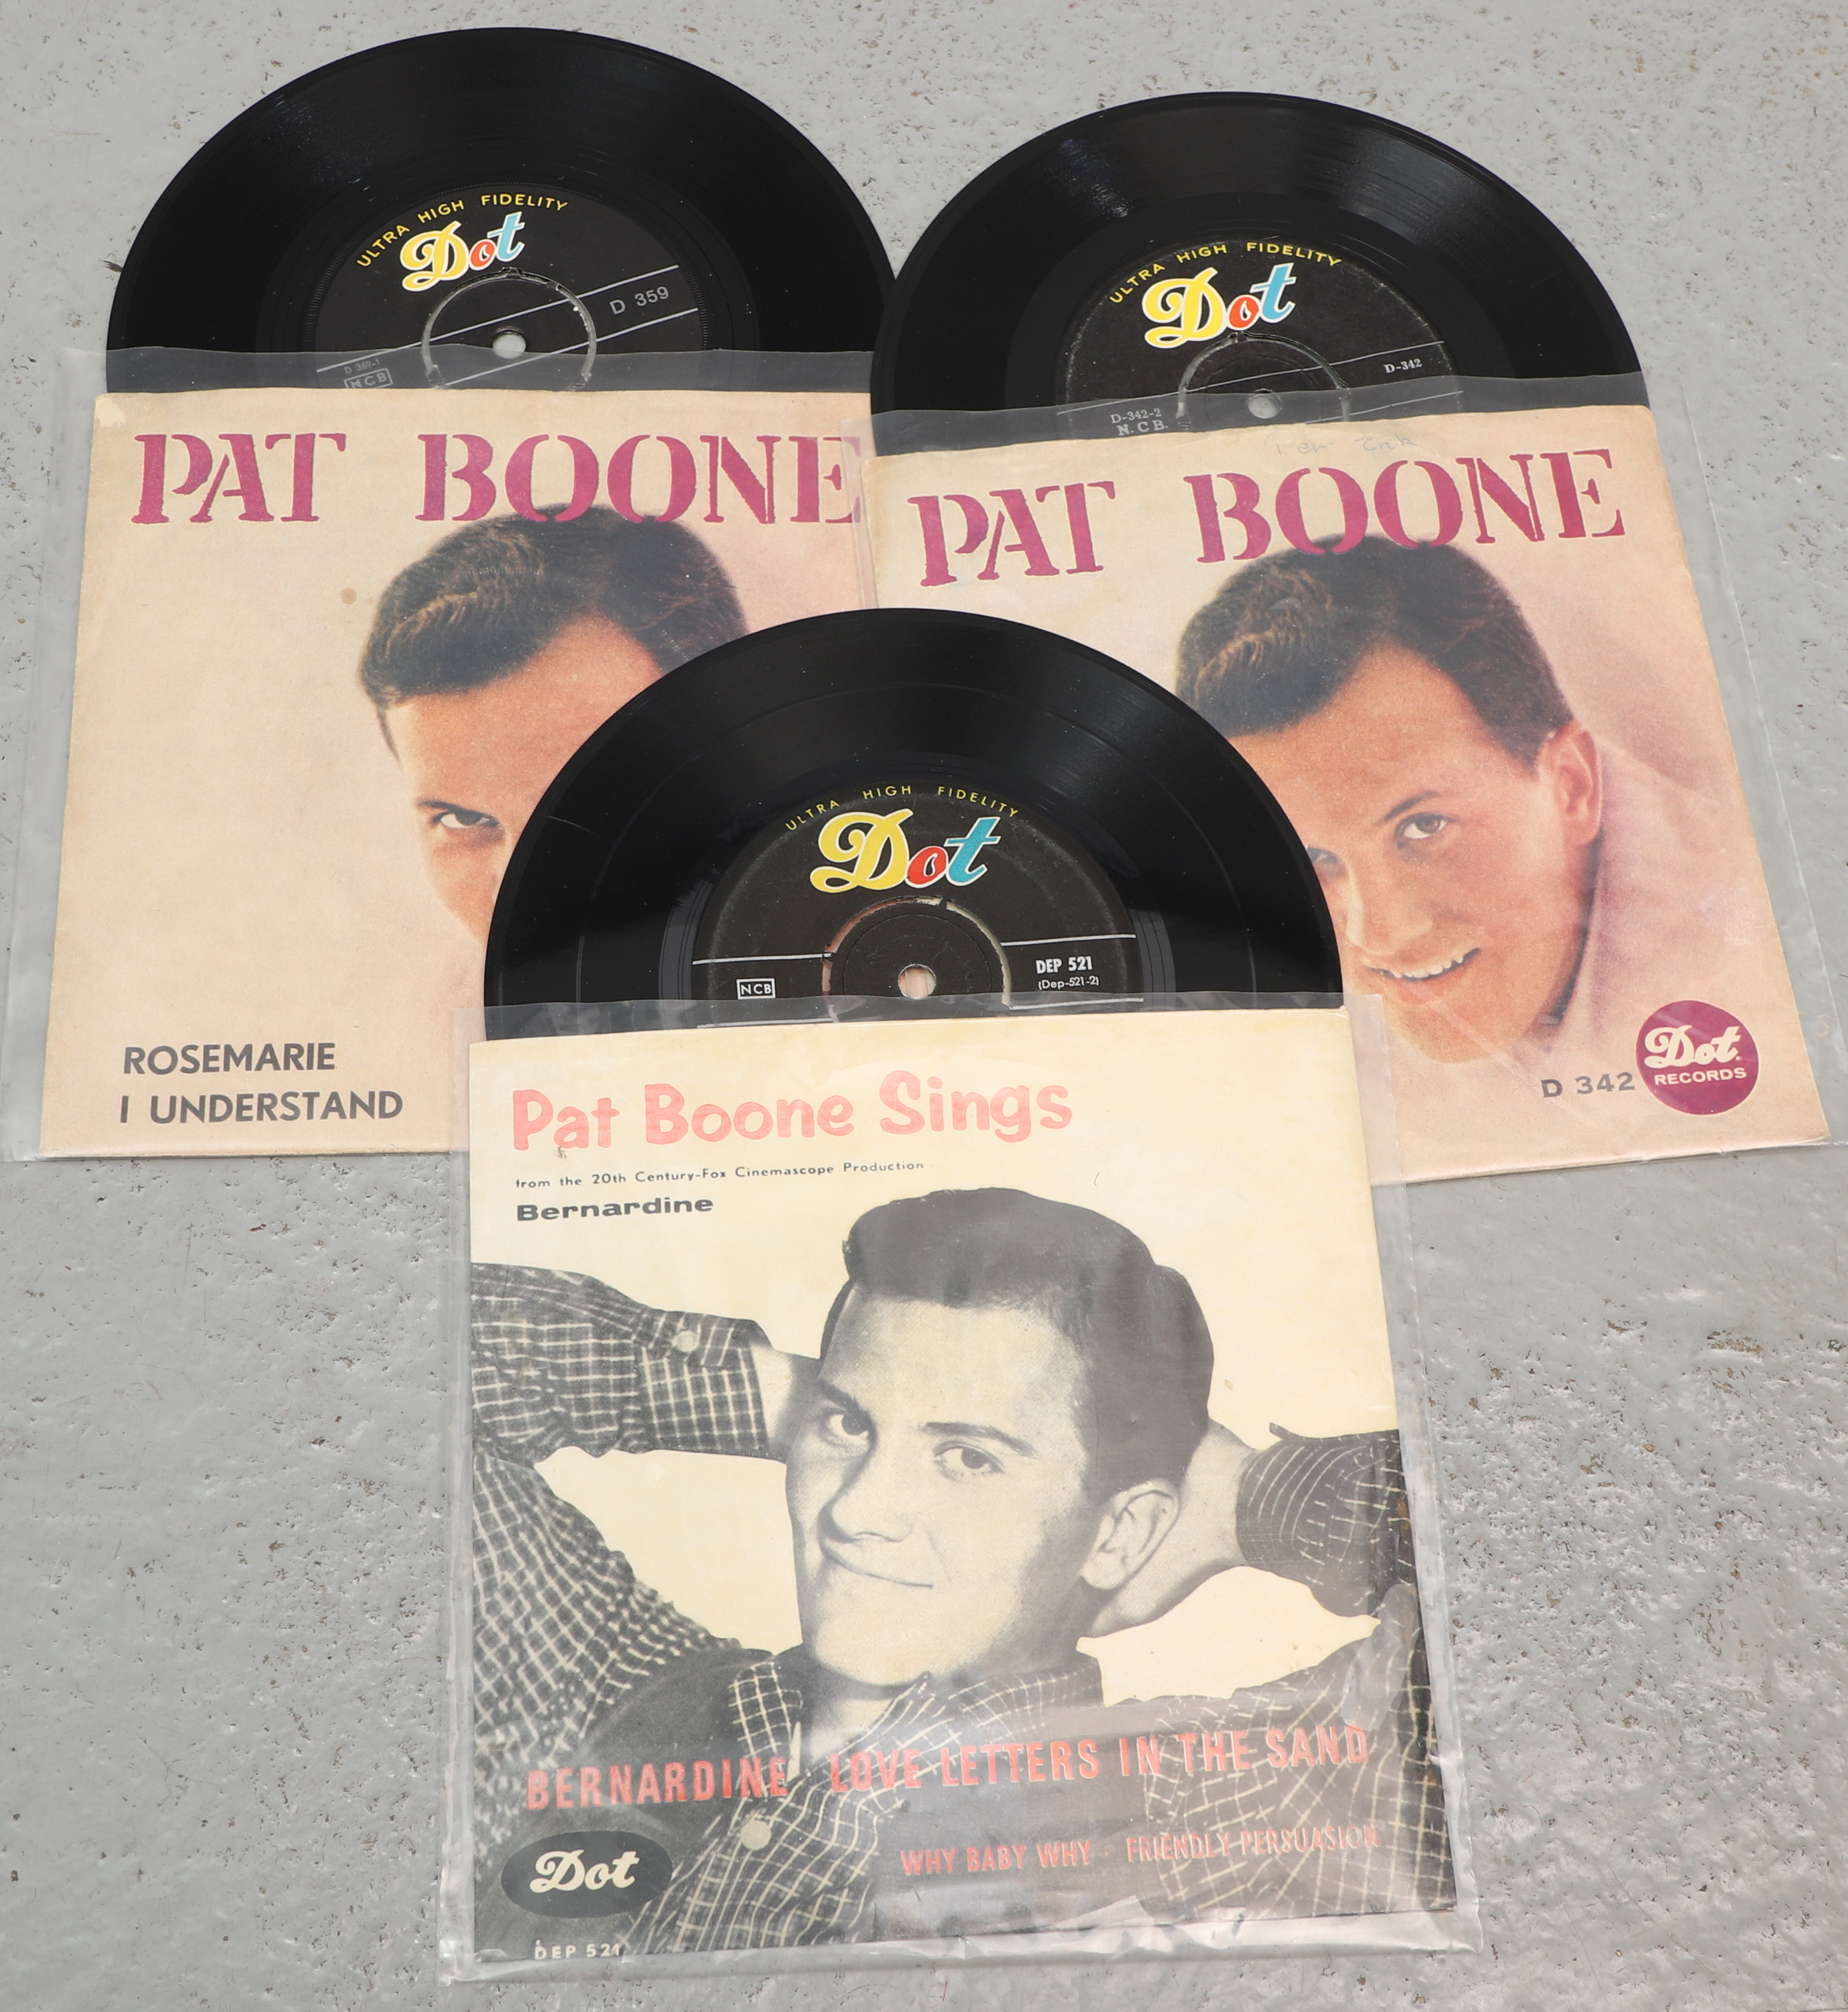 ULTRA HIGH FIDELITY
Dot
D 359
NCB
PAT BOONE
ROSEMARIE
I UNDERSTAND
ULTRA HIGH FIDELITY
Dot
D-342
D-342-2
N.C.B.
PAT BOONE
D 342
Dot
RECORDS
ULTRA HIGH FIDELITY
Dot
NCB
DEP 521
(Dep-521-2)
Pat Boone Sings
from the 20th Century-Fox Cinemascope Production
Bernardine
BERNARDINE LOVE LETTERS IN THE SAND
WHY BABY WHY · FRIENDLY PERSUASION
Dot
DEP 521